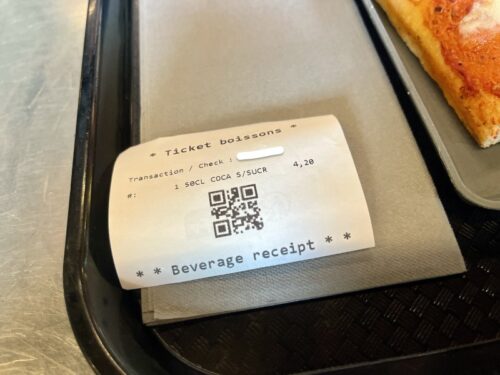 * Ticket boissons *
Transaction / Check :
#: 1 50CL COCA S/SUCR 4,20
* * Beverage receipt * *